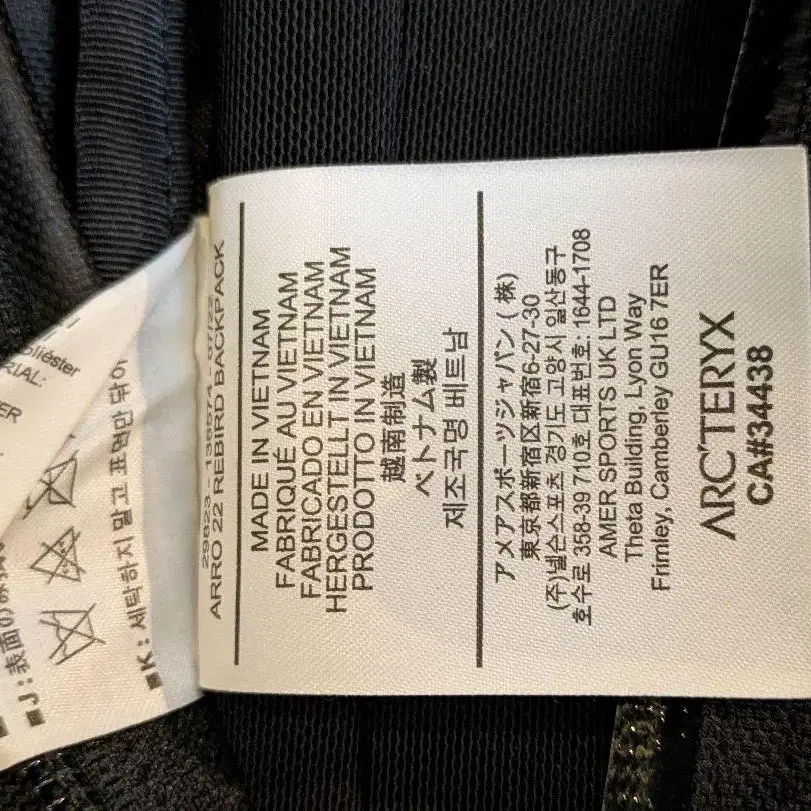 29823 - 138574 07/22
ARRO 22 REBIRD BACKPACK
MADE IN VIETNAM
FABRIQUÉ AU VIETNAM
FABRICADO EN VIETNAM
HERGESTELLT IN VIETNAM
PRODOTTO IN VIETNAM
越南制造
ベトナム製
제조국명 베트남
アメアスポーツジャパン ( 株 )
東京都新宿区新宿6-27-30
(주)넬슨스포츠 경기도 고양시 일산동구
호수로 358-39 710호 대표번호: 1644-1708
AMER SPORTS UK LTD
Theta Building, Lyon Way
Frimley, Camberley GU16 7ER
ARC'TERYX
CA#34438
■J : 表面の
■K : 세탁하지 말고 표면만 닦아